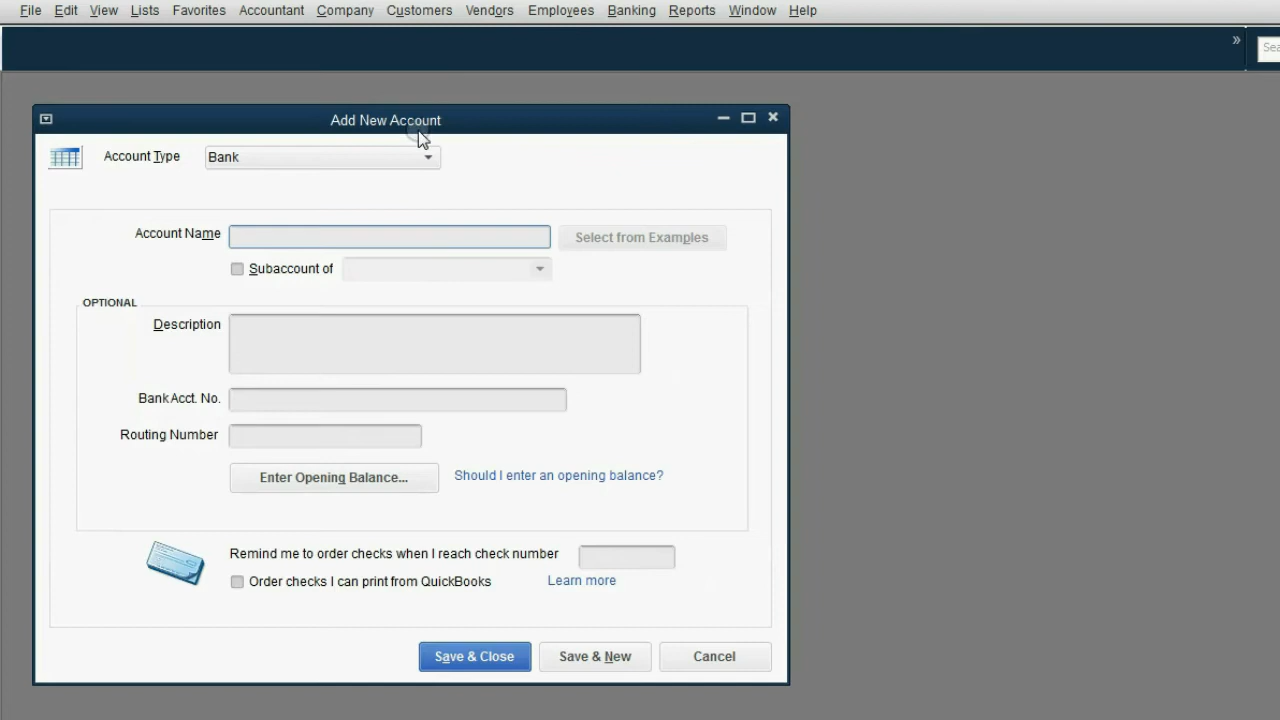 File Edit View Lists Favorites Accountant Company Customers Vendors Employees Banking Reports Window Help
» Sea
Add New Account
Account Type Bank
Account Name Select from Examples
Subaccount of
OPTIONAL
Description
Bank Acct. No.
Routing Number
Enter Opening Balance... Should I enter an opening balance?
Remind me to order checks when I reach check number
Order checks I can print from QuickBooks Learn more
Save & Close Save & New Cancel